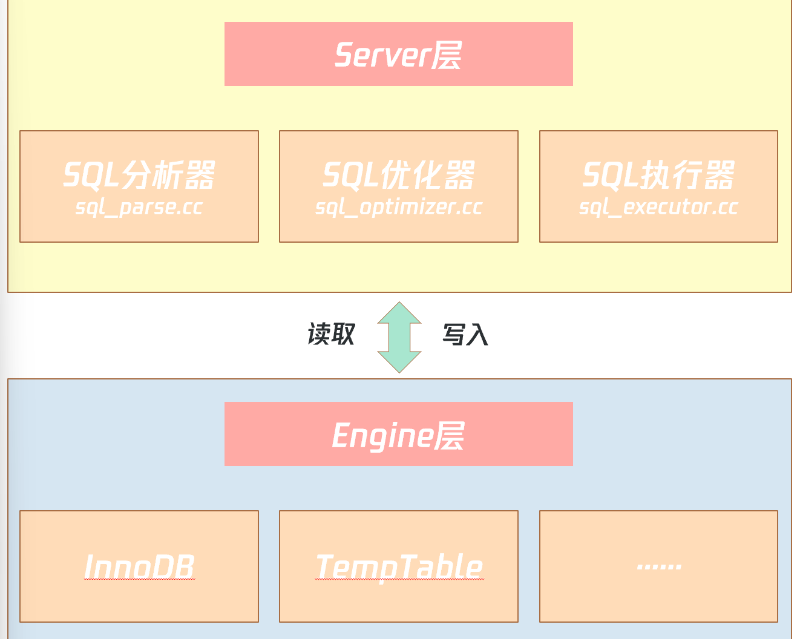 Server层
SQL分析器
sql_parse.cc
SQL优化器
sql_optimizer.cc
SQL执行器
sql_executor.cc
读取
写入
Engine层
InnoDB
TempTable
……